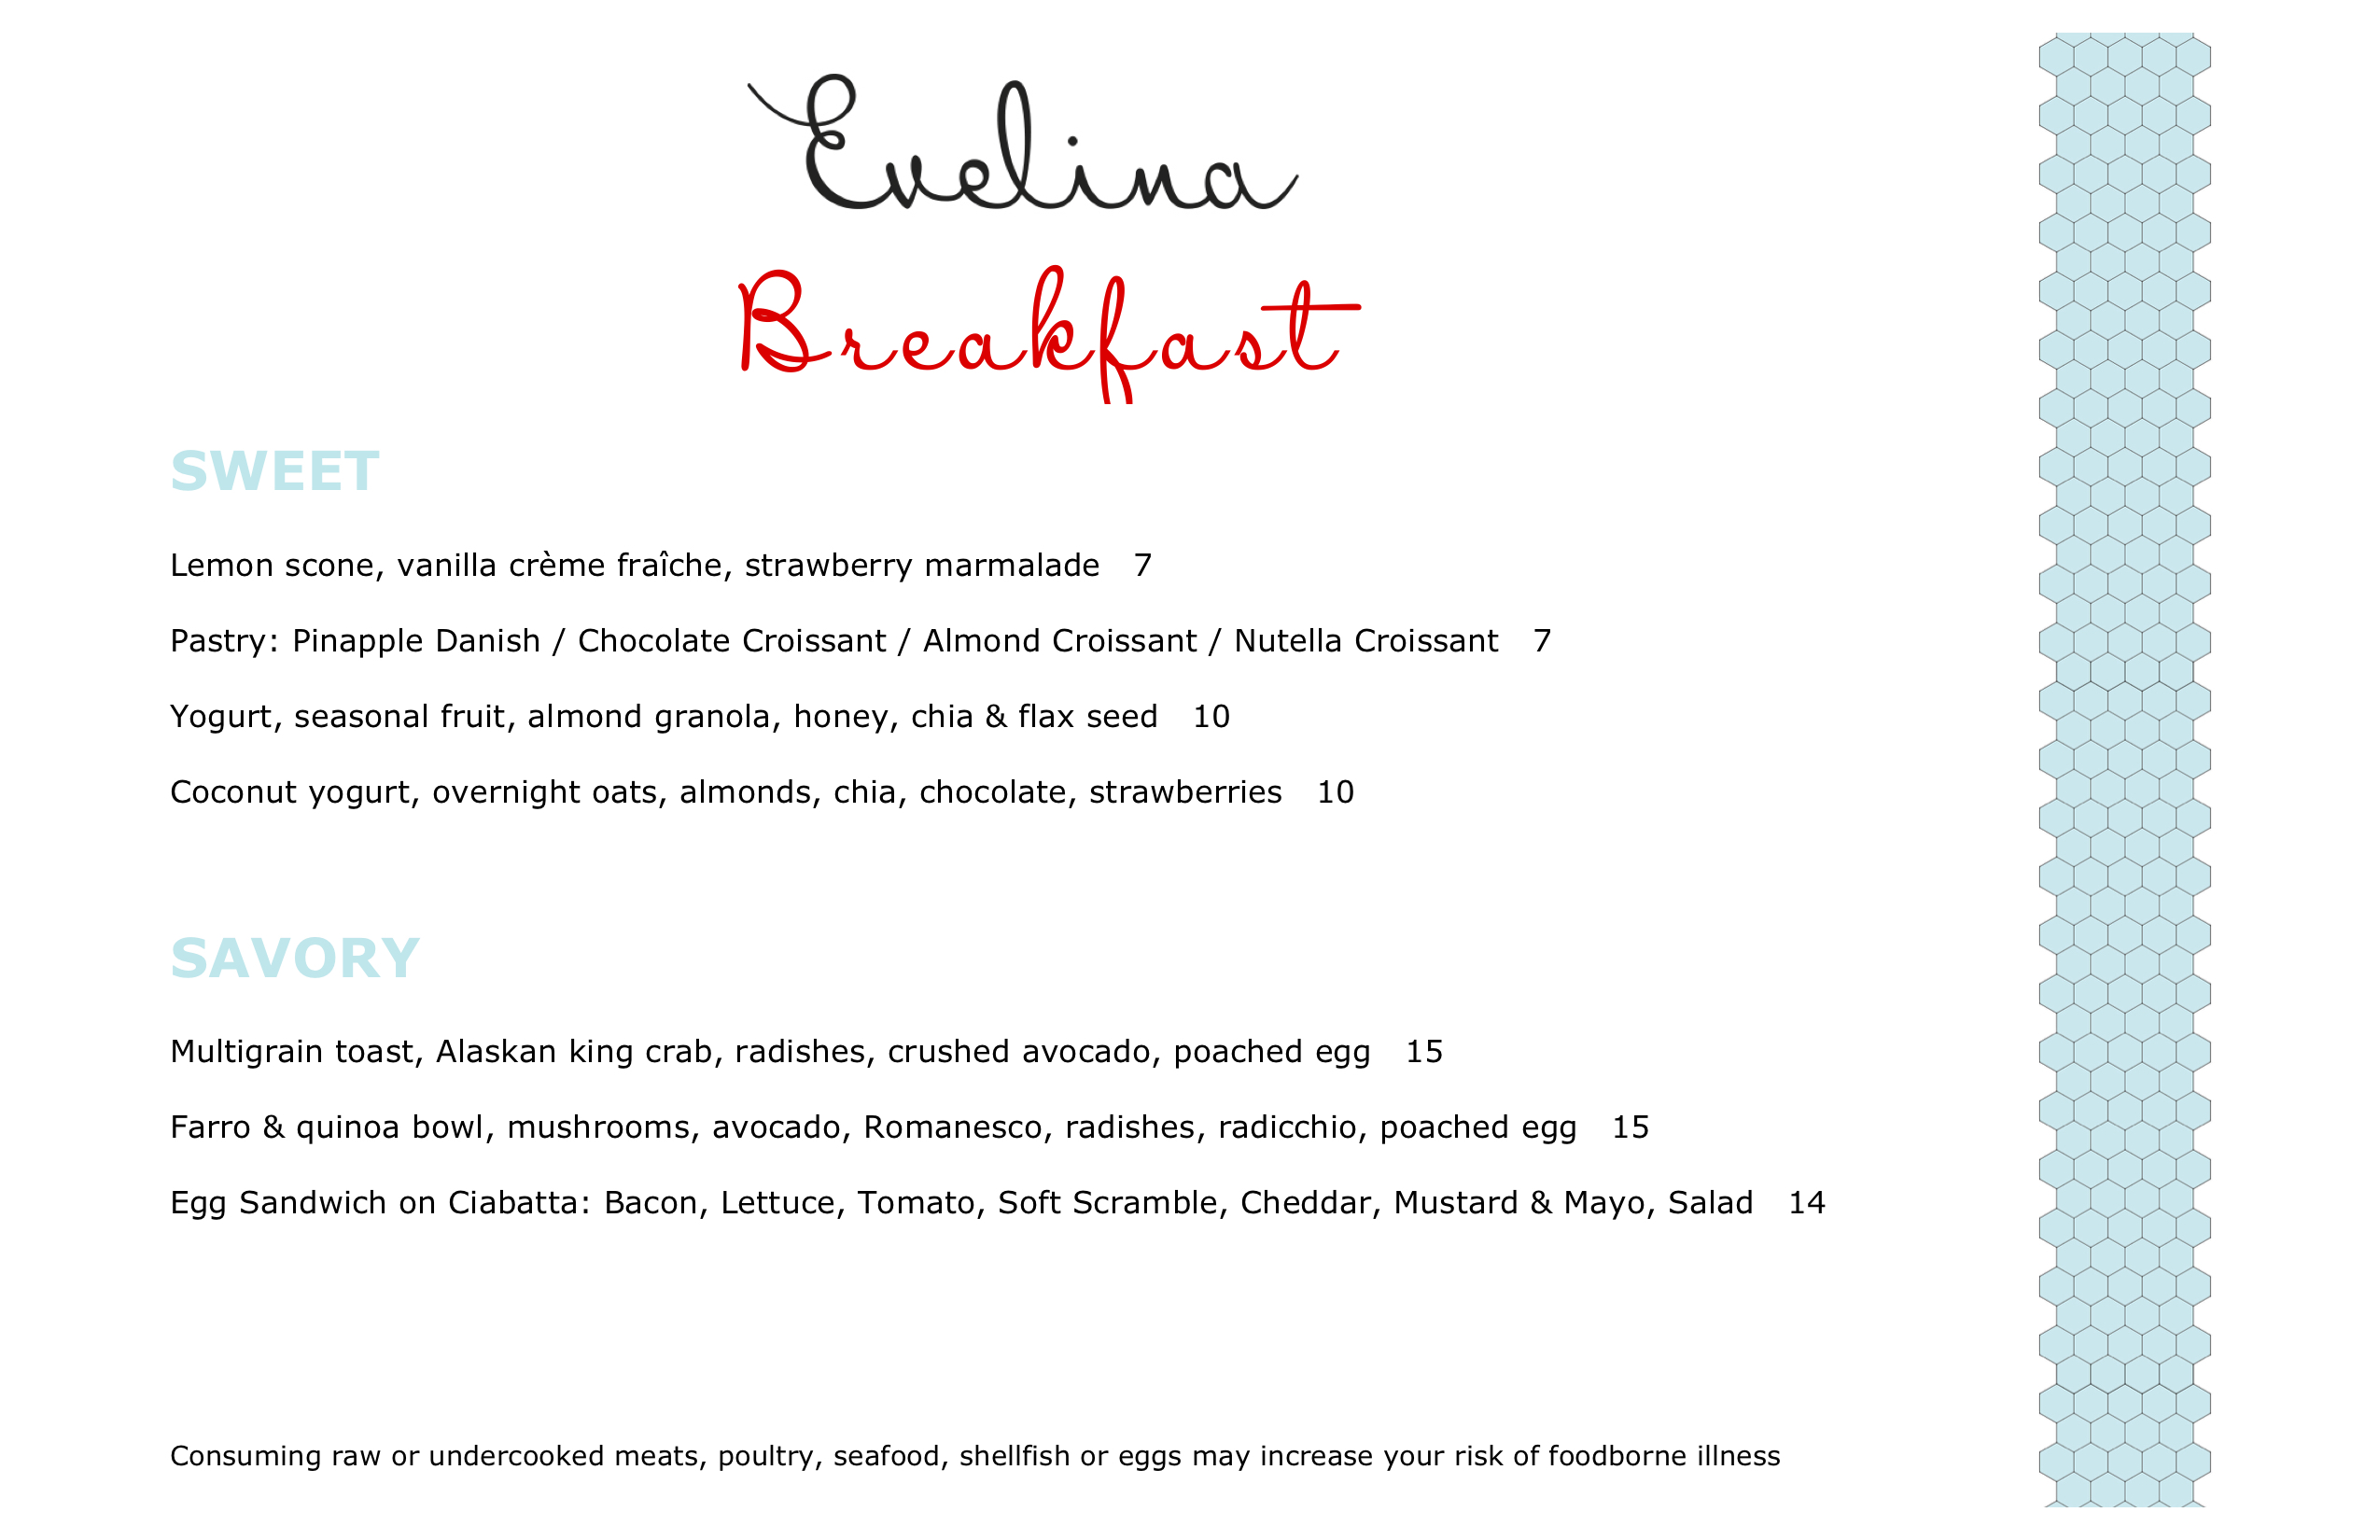 Evelina
Breakfast
SWEET
Lemon scone, vanilla crème fraîche, strawberry marmalade 7
Pastry: Pinapple Danish / Chocolate Croissant / Almond Croissant / Nutella Croissant 7
Yogurt, seasonal fruit, almond granola, honey, chia & flax seed 10
Coconut yogurt, overnight oats, almonds, chia, chocolate, strawberries 10
SAVORY
Multigrain toast, Alaskan king crab, radishes, crushed avocado, poached egg 15
Farro & quinoa bowl, mushrooms, avocado, Romanesco, radishes, radicchio, poached egg 15
Egg Sandwich on Ciabatta: Bacon, Lettuce, Tomato, Soft Scramble, Cheddar, Mustard & Mayo, Salad 14
Consuming raw or undercooked meats, poultry, seafood, shellfish or eggs may increase your risk of foodborne illness